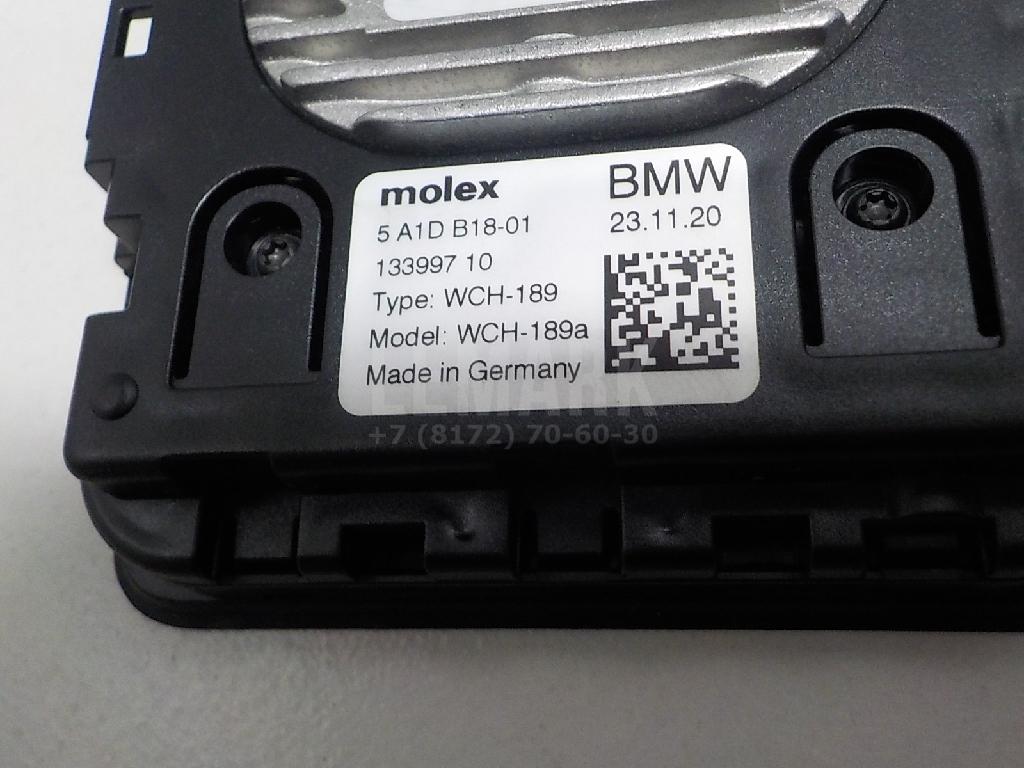 molex
BMW
5 A1D B18-01
23.11.20
133997 10
Type: WCH-189
Model: WCH-189a
Made in Germany
ELMARK
+7 (8172) 70-60-30